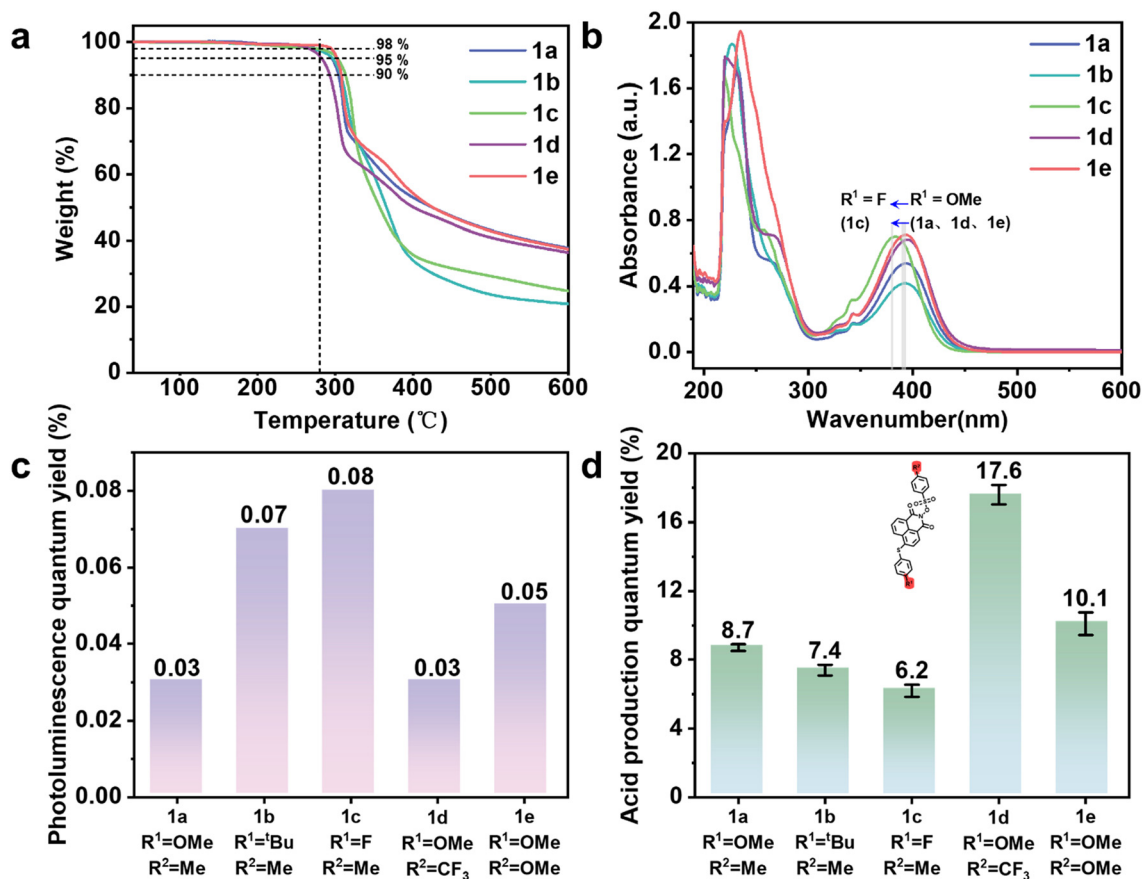 a
100
80
60
40
20
0
Weight (%)
98 %
95 %
90 %
1a
1b
1c
1d
1e
100 200 300 400 500 600
Temperature (℃)
b
2.0
1.6
1.2
0.8
0.4
0.0
Absorbance (a.u.)
1a
1b
1c
1d
1e
R¹ = F R¹ = OMe
(1c) (1a、1d、1e)
200 300 400 500 600
Wavenumber(nm)
c
Photoluminescence quantum yield (%)
0.08
0.06
0.04
0.02
0.00
0.03
0.07
0.08
0.03
0.05
1a 1b 1c 1d 1e
R¹=OMe R¹=ᵗBu R¹=F R¹=OMe R¹=OMe
R²=Me R²=Me R²=Me R²=CF₃ R²=OMe
d
Acid production quantum yield (%)
20
16
12
8
4
0
8.7
7.4
6.2
17.6
10.1
O O
S
O
O N
O
S
R¹
1a 1b 1c 1d 1e
R¹=OMe R¹=ᵗBu R¹=F R¹=OMe R¹=OMe
R²=Me R²=Me R²=Me R²=CF₃ R²=OMe